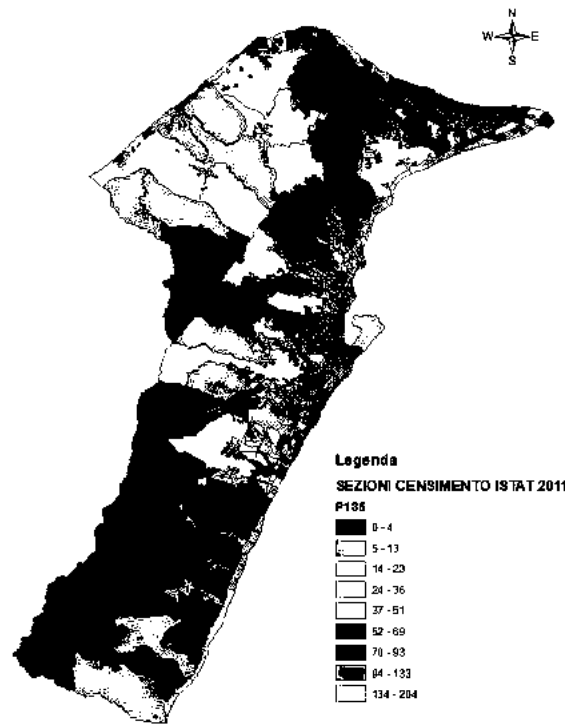 N
W E
S
Legenda
SEZIONI CENSIMENTO ISTAT 2011
P135
0 - 4
5 - 13
14 - 23
24 - 36
37 - 51
52 - 69
70 - 93
94 - 133
134 - 204